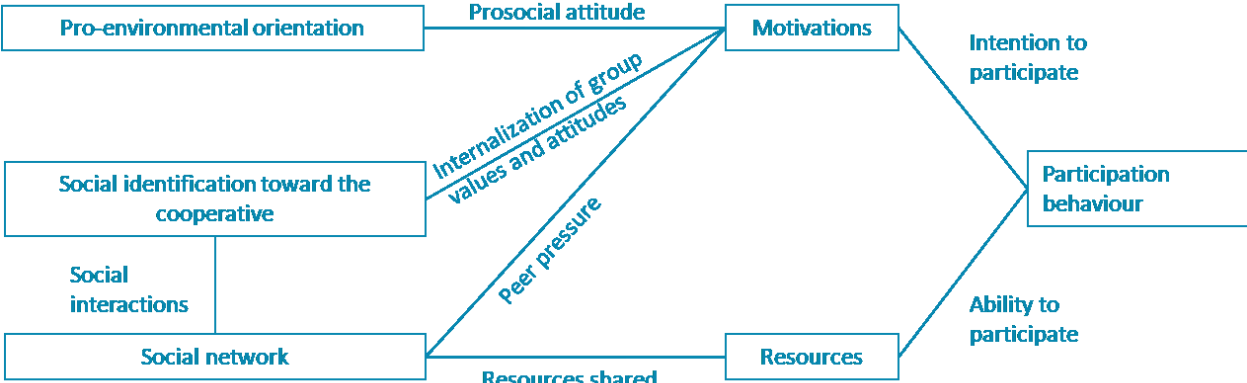 Pro-environmental orientation
Prosocial attitude
Motivations
Intention to
participate
Internalization of group
values and attitudes
Social identification toward the
cooperative
Participation
behaviour
Peer pressure
Social
interactions
Ability to
participate
Social network
Resources
Resources shared